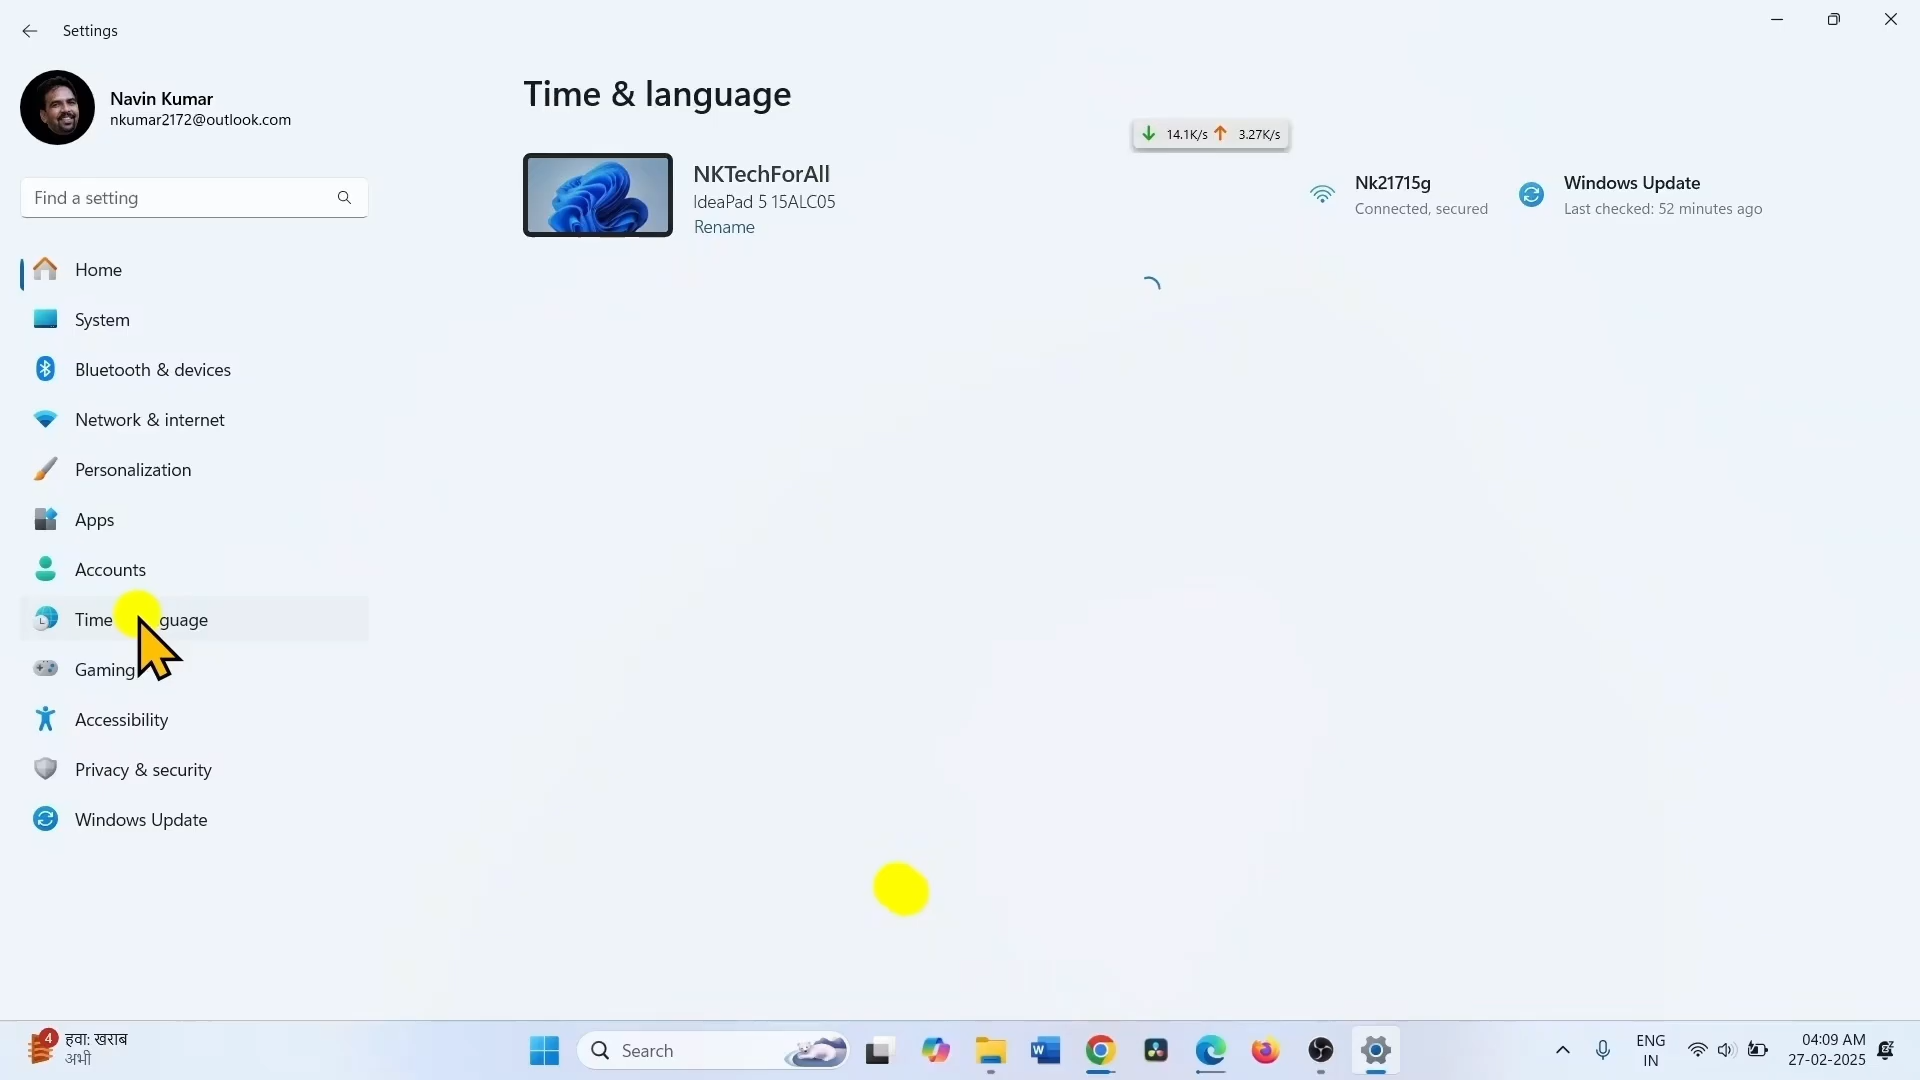 Settings
Navin Kumar
nkumar2172@outlook.com
Find a setting
Home
System
Bluetooth & devices
Network & internet
Personalization
Apps
Accounts
Time guage
Gaming
Accessibility
Privacy & security
Windows Update
Time & language
14.1K/s 3.27K/s
NKTechForAll
IdeaPad 5 15ALC05
Rename
Nk21715g
Connected, secured
Windows Update
Last checked: 52 minutes ago
4
हवा: खराब
अभी
Search
ENG
IN
04:09 AM
27-02-2025